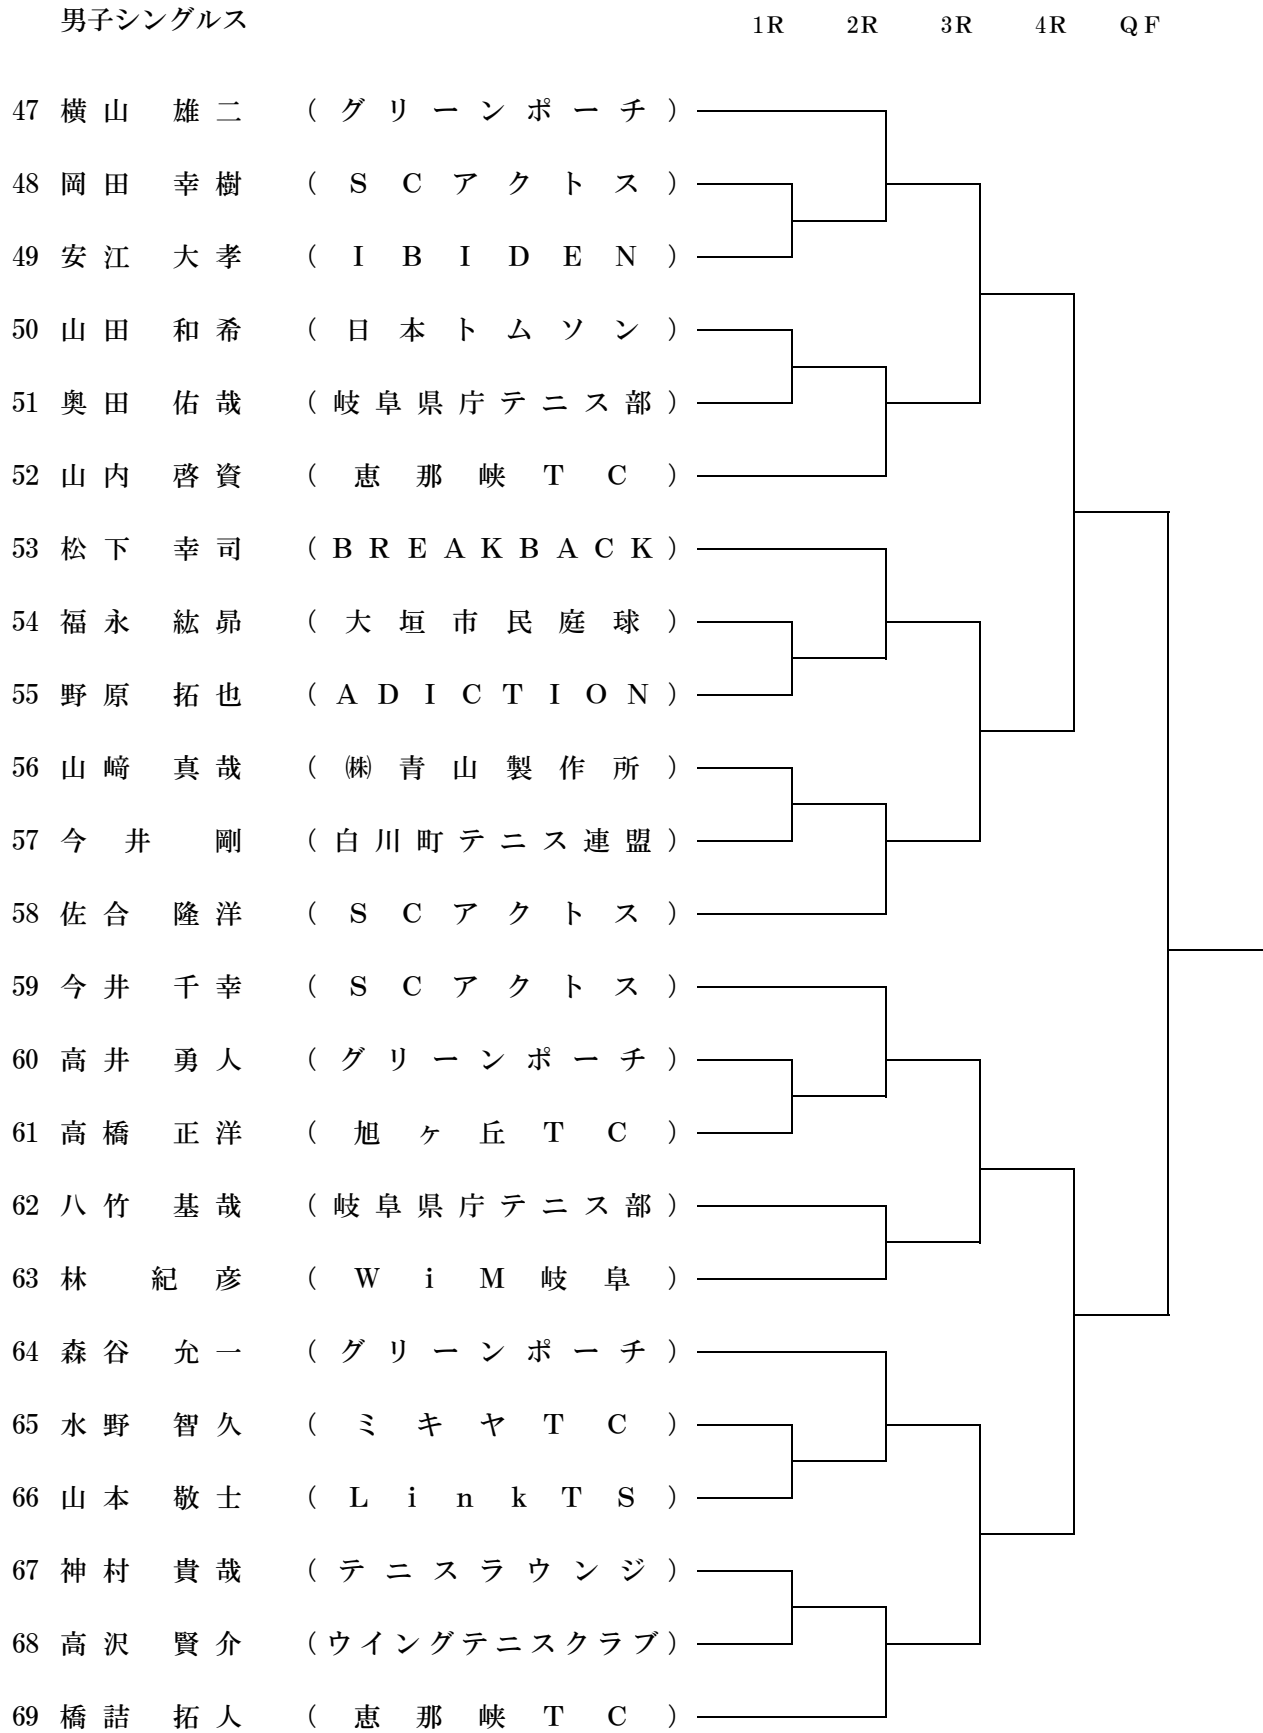 男子シングルス 1R 2R 3R 4R QF
47 横山 雄二 (グリーンポーチ)
48 岡田 幸樹 (SCアクトス)
49 安江 大孝 (IBIDEN)
50 山田 和希 (日本トムソン)
51 奥田 佑哉 (岐阜県庁テニス部)
52 山内 啓資 (恵那峡TC)
53 松下 幸司 (BREAKBACK)
54 福永 紘昴 (大垣市民庭球)
55 野原 拓也 (ADICTION)
56 山﨑 真哉 (㈱青山製作所)
57 今井 剛 (白川町テニス連盟)
58 佐合 隆洋 (SCアクトス)
59 今井 千幸 (SCアクトス)
60 高井 勇人 (グリーンポーチ)
61 高橋 正洋 (旭ヶ丘TC)
62 八竹 基哉 (岐阜県庁テニス部)
63 林 紀彦 (WiM岐阜)
64 森谷 允一 (グリーンポーチ)
65 水野 智久 (ミキヤTC)
66 山本 敬士 (LinkTS)
67 神村 貴哉 (テニスラウンジ)
68 高沢 賢介 (ウイングテニスクラブ)
69 橋詰 拓人 (恵那峡TC)